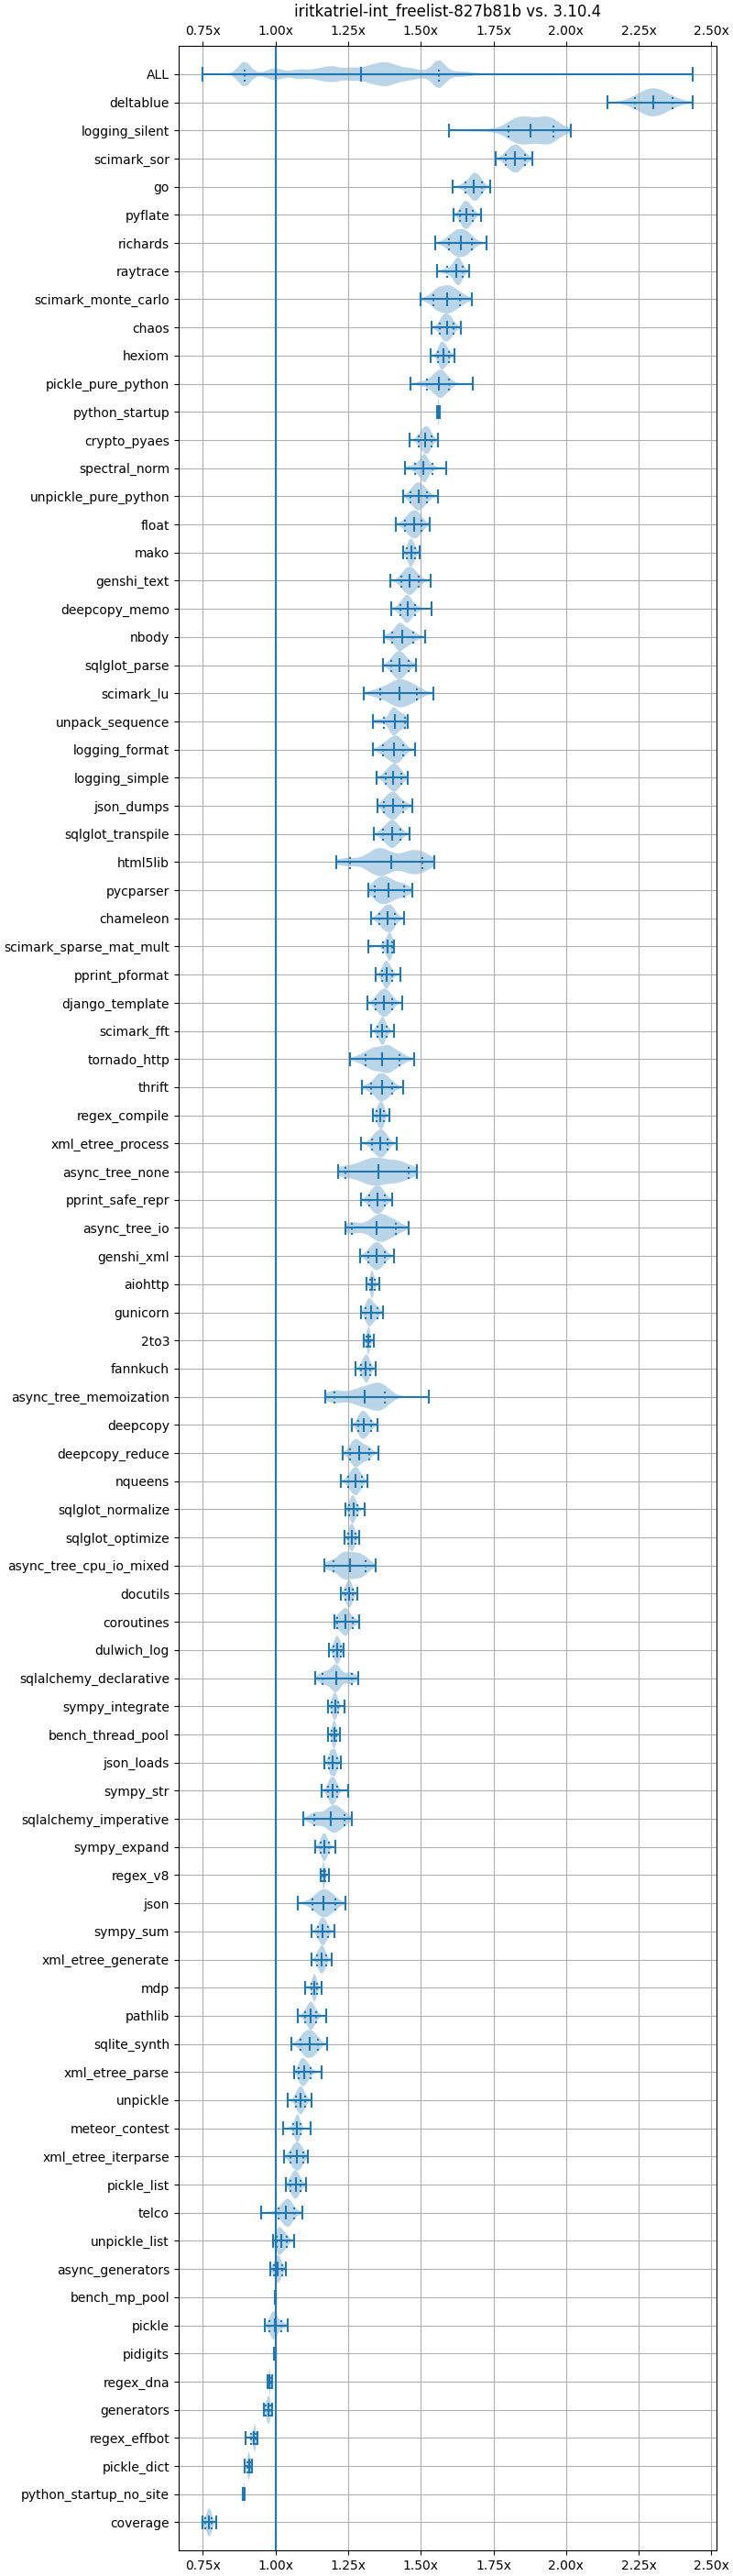 iritkatriel-int_freelist-827b81b vs. 3.10.4
0.75x 1.00x 1.25x 1.50x 1.75x 2.00x 2.25x 2.50x
ALL
deltablue
logging_silent
scimark_sor
go
pyflate
richards
raytrace
scimark_monte_carlo
chaos
hexiom
pickle_pure_python
python_startup
crypto_pyaes
spectral_norm
unpickle_pure_python
float
mako
genshi_text
deepcopy_memo
nbody
sqlglot_parse
scimark_lu
unpack_sequence
logging_format
logging_simple
json_dumps
sqlglot_transpile
html5lib
pycparser
chameleon
scimark_sparse_mat_mult
pprint_pformat
django_template
scimark_fft
tornado_http
thrift
regex_compile
xml_etree_process
async_tree_none
pprint_safe_repr
async_tree_io
genshi_xml
aiohttp
gunicorn
2to3
fannkuch
async_tree_memoization
deepcopy
deepcopy_reduce
nqueens
sqlglot_normalize
sqlglot_optimize
async_tree_cpu_io_mixed
docutils
coroutines
dulwich_log
sqlalchemy_declarative
sympy_integrate
bench_thread_pool
json_loads
sympy_str
sqlalchemy_imperative
sympy_expand
regex_v8
json
sympy_sum
xml_etree_generate
mdp
pathlib
sqlite_synth
xml_etree_parse
unpickle
meteor_contest
xml_etree_iterparse
pickle_list
telco
unpickle_list
async_generators
bench_mp_pool
pickle
pidigits
regex_dna
generators
regex_effbot
pickle_dict
python_startup_no_site
coverage
0.75x 1.00x 1.25x 1.50x 1.75x 2.00x 2.25x 2.50x